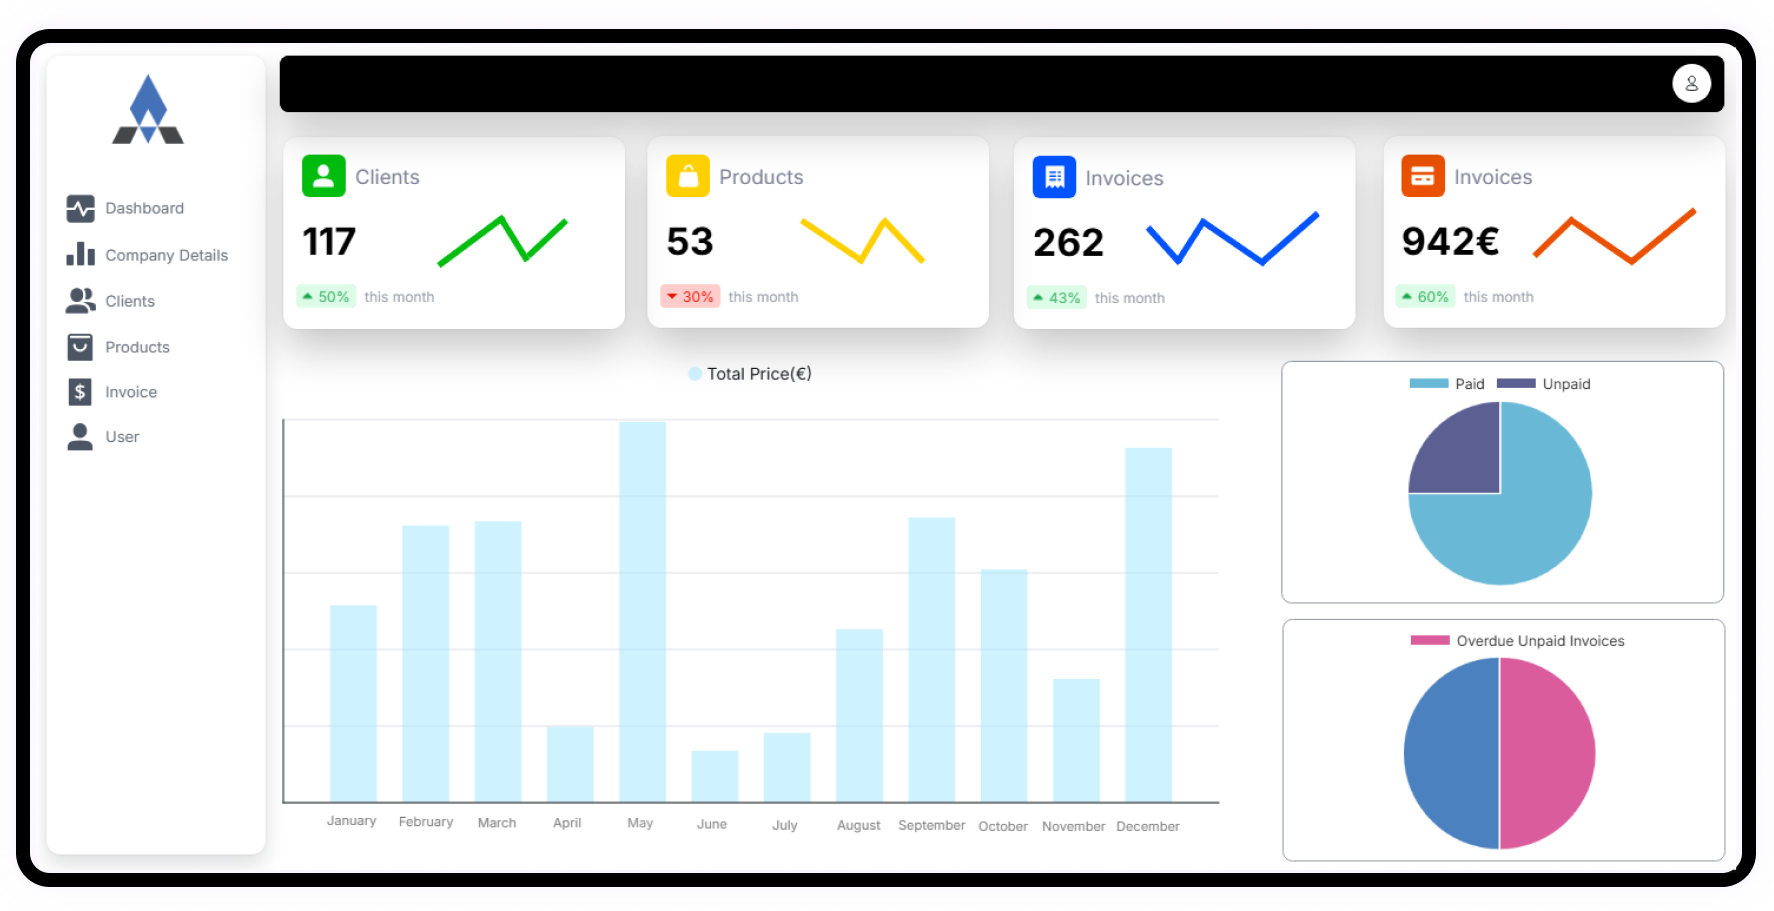 Dashboard
Company Details
Clients
Products
$
Invoice
User
Clients
117
50% this month
Products
53
30% this month
Invoices
262
43% this month
Invoices
942€
60% this month
Total Price(€)
January February March April May June July August September October November December
Paid Unpaid
Overdue Unpaid Invoices